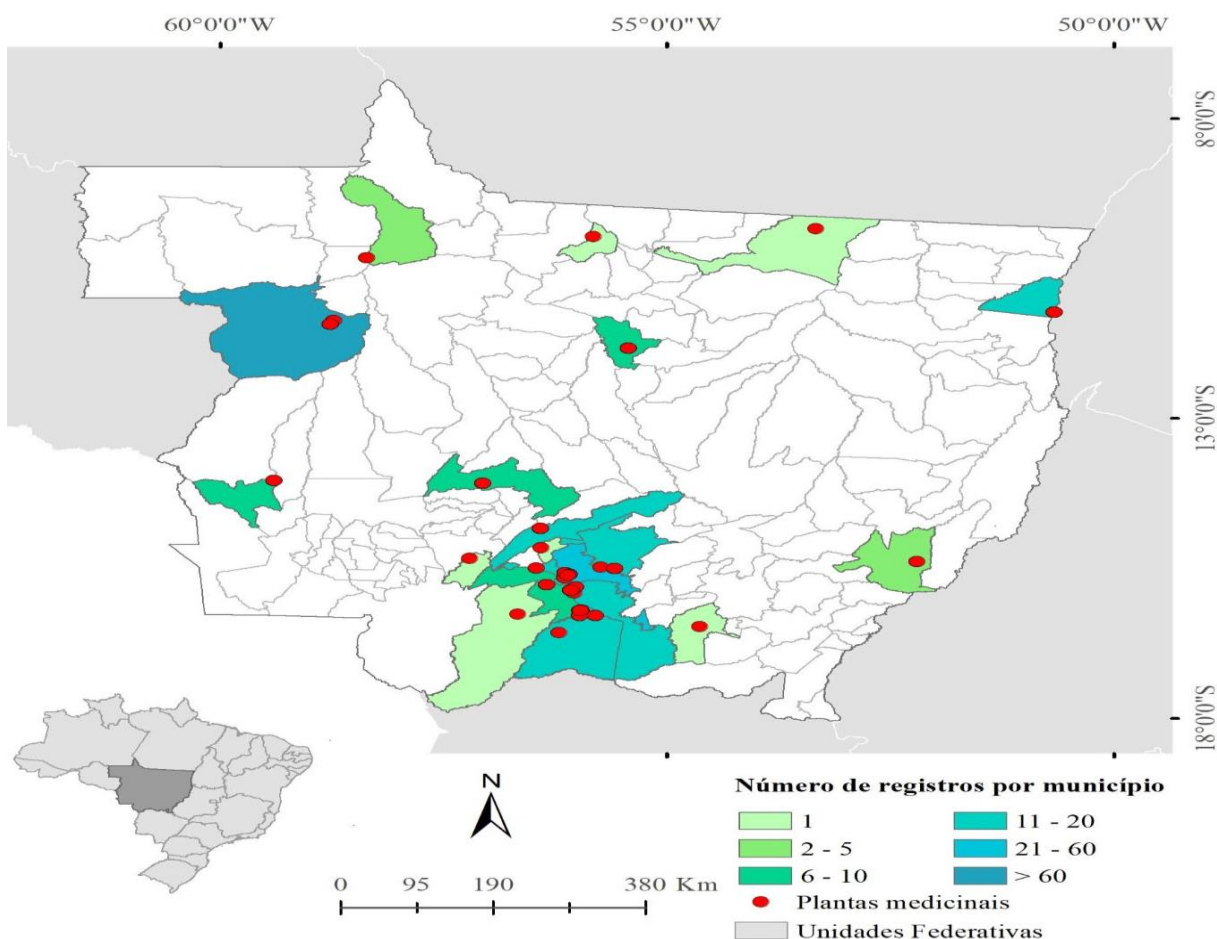 60°0'0"W 55°0'0"W 50°0'0"W
8°0'0"S
13°0'0"S
18°0'0"S
N
0 95 190 380 Km
Número de registros por município
1 11 - 20
2 - 5 21 - 60
6 - 10 > 60
Plantas medicinais
Unidades Federativas